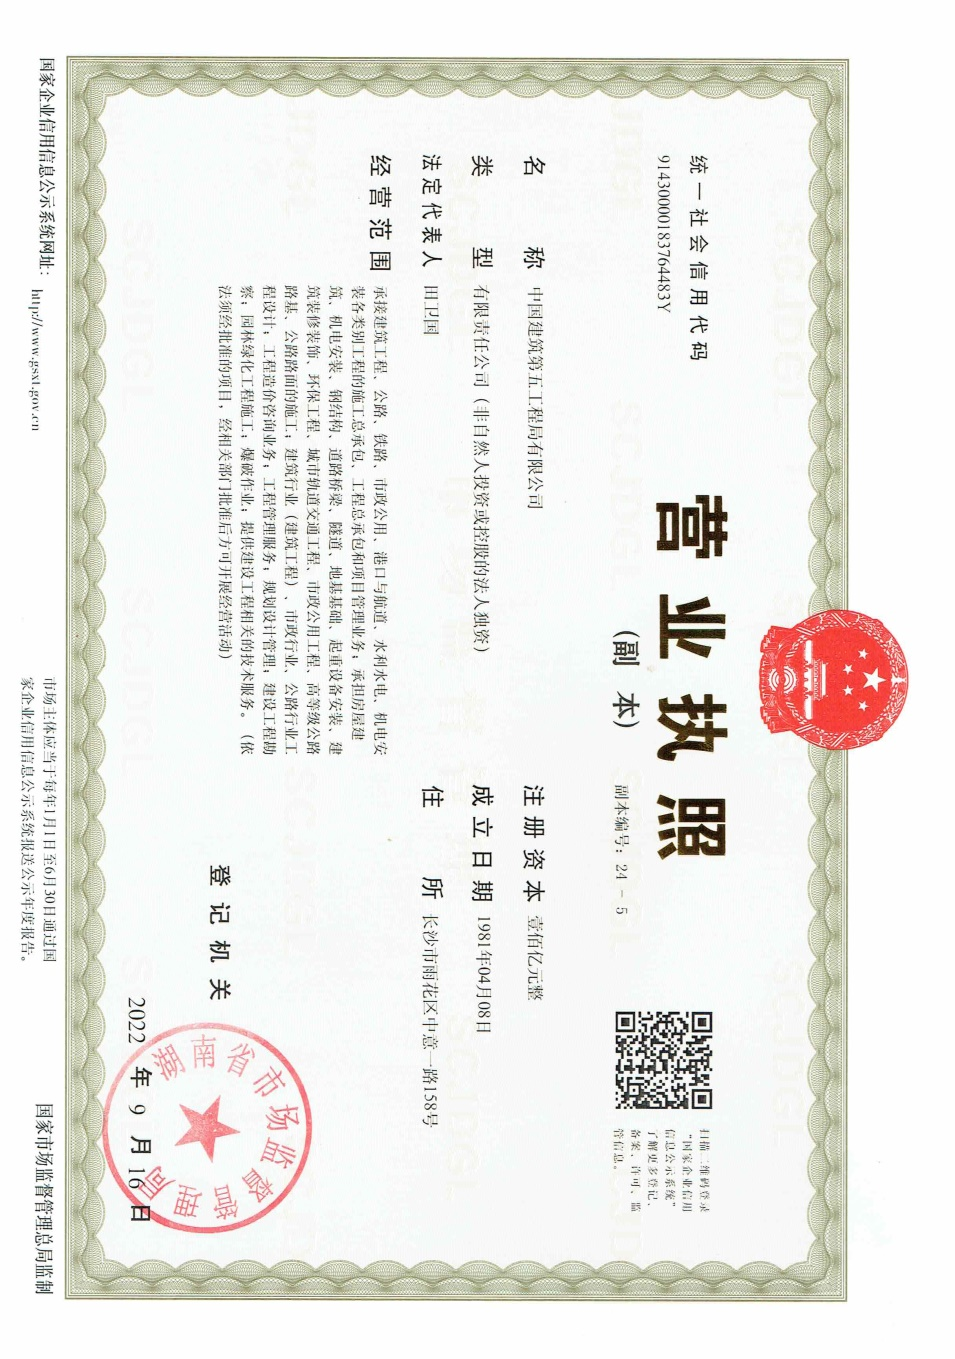 营业执照
(副 本)
副本编号：24－5
统一社会信用代码
91430000183764483Y
扫描二维码登录
“国家企业信用
信息公示系统”
了解更多登记、
备案、许可、监
管信息。
名 称 中国建筑第五工程局有限公司
类 型 有限责任公司（非自然人投资或控股的法人独资）
法定代表人 田卫国
经营范围 承接建筑工程、公路、铁路、市政公用、港口与航道、水利水电、机电安
装各类别工程的施工总承包、工程总承包和项目管理业务；承担房屋建
筑、机电安装、钢结构、道路桥梁、隧道、地基基础、起重设备安装、建
筑装修装饰、环保工程、城市轨道交通工程、市政公用工程、高等级公路
路基、公路路面的施工；建筑行业（建筑工程）、市政行业、公路行业工
程设计；工程造价咨询业务；工程管理服务；规划设计管理；建设工程勘
察；园林绿化工程施工；爆破作业；提供建设工程相关的技术服务。（依
法须经批准的项目，经相关部门批准后方可开展经营活动）
注册资本 壹佰亿元整
成立日期 1981年04月08日
住 所 长沙市雨花区中意一路158号
登记机关
湖南省市场监督管理局
2022 年 9 月 16 日
国家企业信用信息公示系统网址： http://www.gsxt.gov.cn
市场主体应当于每年1月1日至6月30日通过国
家企业信用信息公示系统报送公示年度报告。
国家市场监督管理总局监制